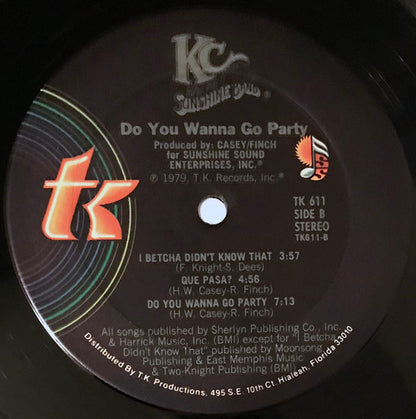 KC
SUNSHINE BAND ®
Do You Wanna Go Party
Produced by: CASEY/FINCH
for SUNSHINE SOUND
ENTERPRISES, INC.®
℗ 1979, T.K. Records, Inc.®
tk
TK 611
SIDE B
STEREO
TK611-B
I BETCHA DIDN'T KNOW THAT 3:57
(F. Knight-S. Dees)
QUE PASA? 4:56
(H.W. Casey-R. Finch)
DO YOU WANNA GO PARTY 7:13
(H.W. Casey-R. Finch)
All songs published by Sherlyn Publishing Co., Inc.
& Harrick Music, Inc. (BMI) except for "I Betcha
Didn't Know That" published by Moonsong
Publishing & East Memphis Music
& Two-Knight Publishing (BMI)
Distributed By T.K. Productions, 495 S.E. 10th Ct. Hialeah, Florida 33010